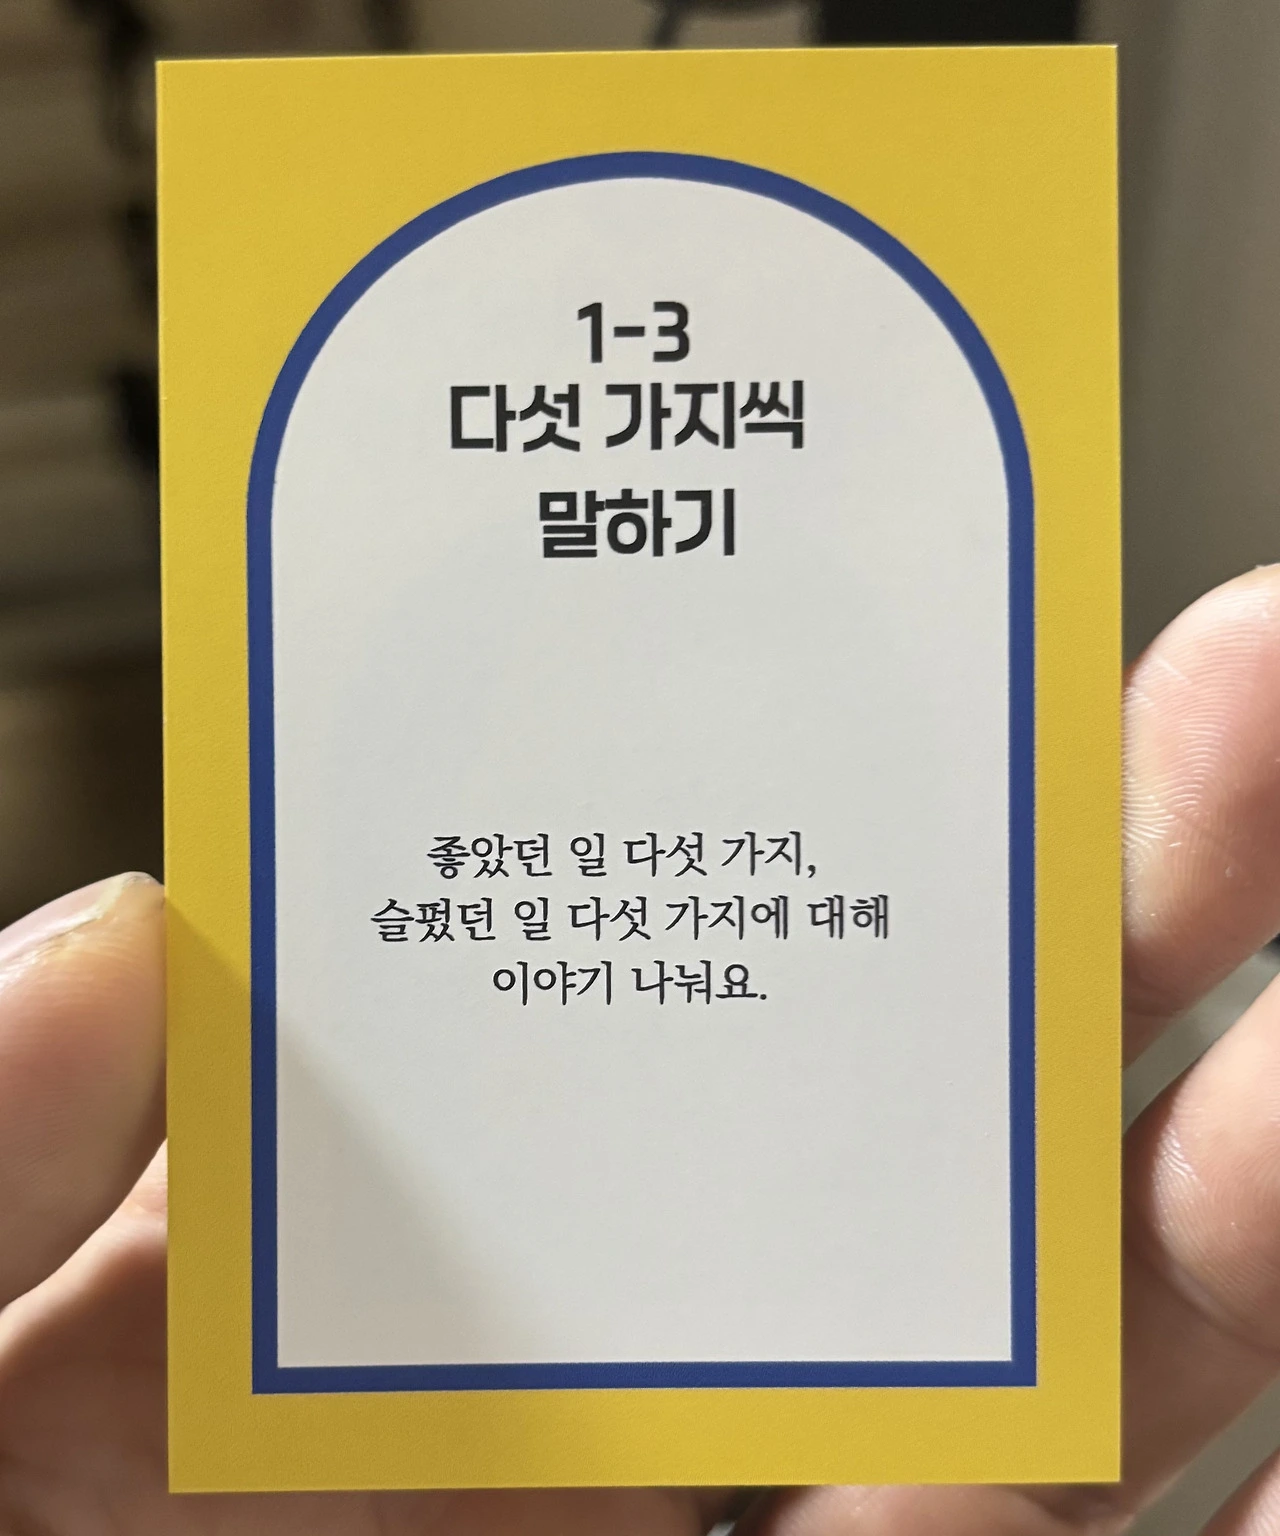 1-3
다섯 가지씩
말하기
좋았던 일 다섯 가지,
슬펐던 일 다섯 가지에 대해
이야기 나눠요.